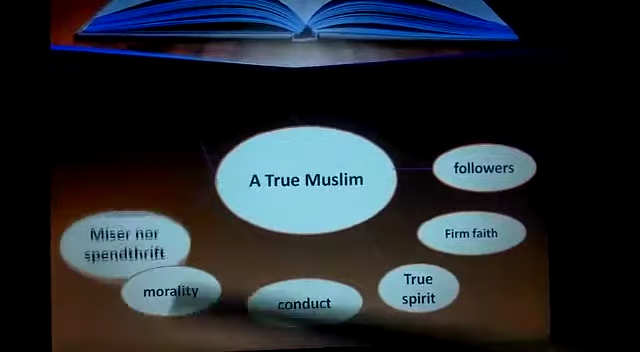 A True Muslim
followers
Firm faith
True
spirit
conduct
morality
Miser nor
spendthrift